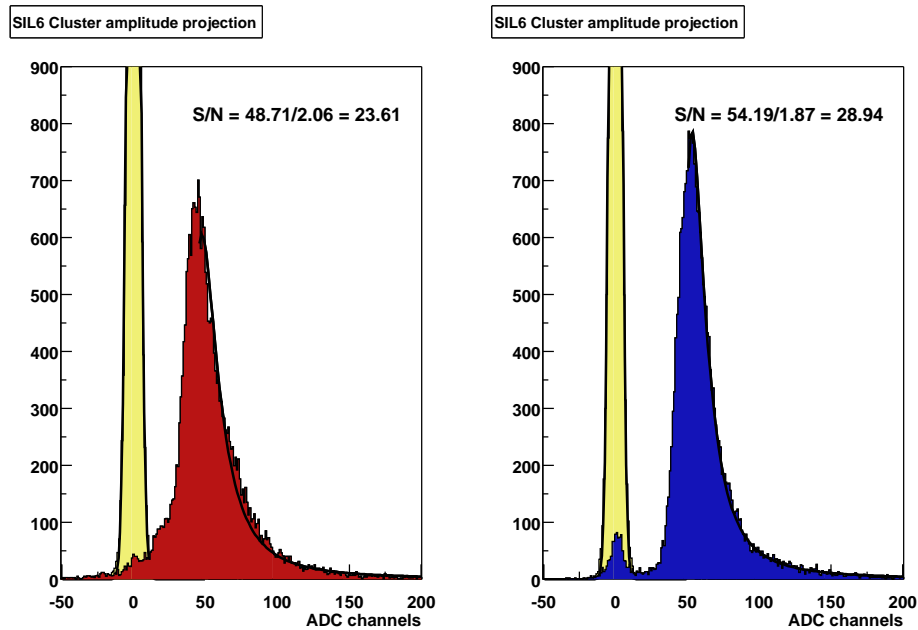 SIL6 Cluster amplitude projection
S/N = 48.71/2.06 = 23.61
900
800
700
600
500
400
300
200
100
0
-50 0 50 100 150 200
ADC channels
SIL6 Cluster amplitude projection
S/N = 54.19/1.87 = 28.94
900
800
700
600
500
400
300
200
100
0
-50 0 50 100 150 200
ADC channels